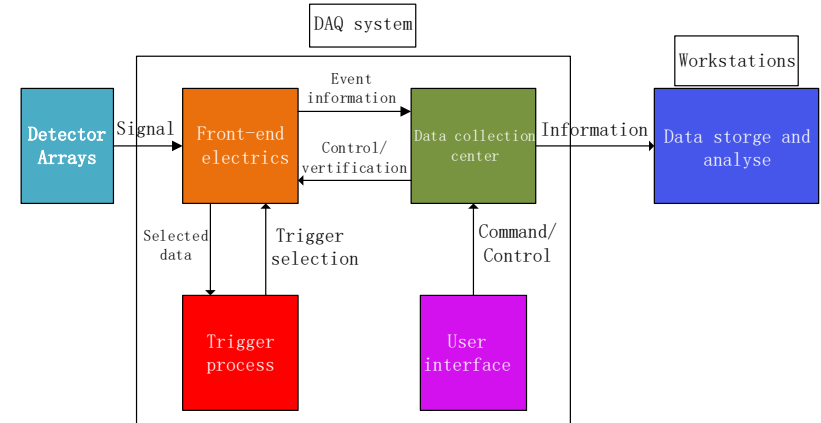 DAQ system
Workstations
Detector
Arrays
Signal
Front-end
electrics
Event
information
Control/
vertification
Data collection
center
Information
Data storge and
analyse
Selected
data
Trigger
selection
Command/
Control
Trigger
process
User
interface